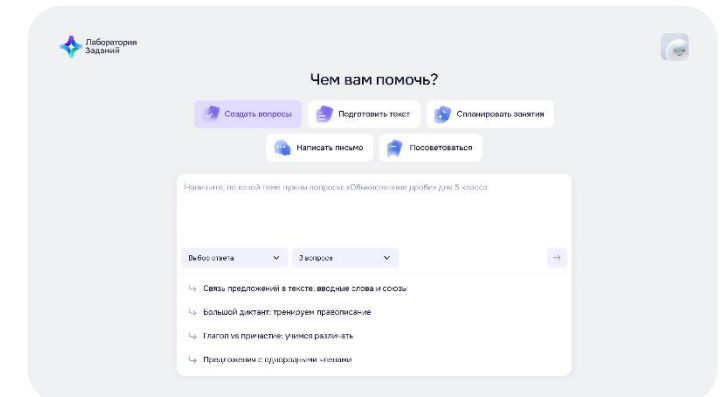 Лаборатория
Заданий
Чем вам помочь?
Создать вопросы
Подготовить текст
Спланировать занятия
Написать письмо
Посоветоваться
Напишите, по какой теме нужны вопросы: «Обыкновенные дроби» для 5 класса
Выбор ответа
3 вопроса
Связь предложений в тексте: вводные слова и союзы
Большой диктант: тренируем правописание
Глагол vs причастие: учимся различать
Предложения с однородными членами